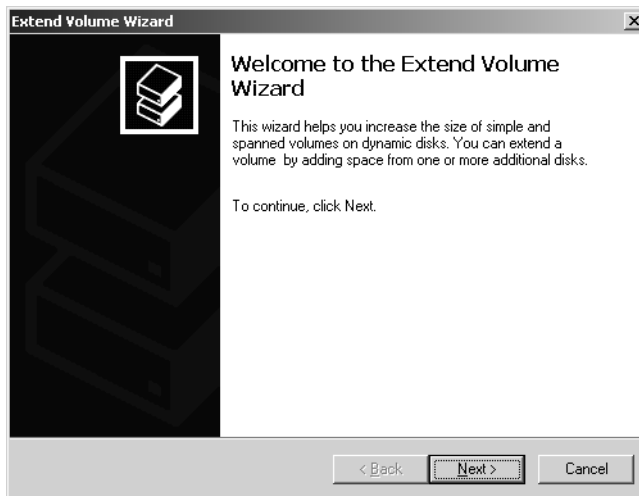 Extend Volume Wizard
Welcome to the Extend Volume
Wizard
This wizard helps you increase the size of simple and
spanned volumes on dynamic disks. You can extend a
volume by adding space from one or more additional disks.
To continue, click Next.
< Back
Next >
Cancel